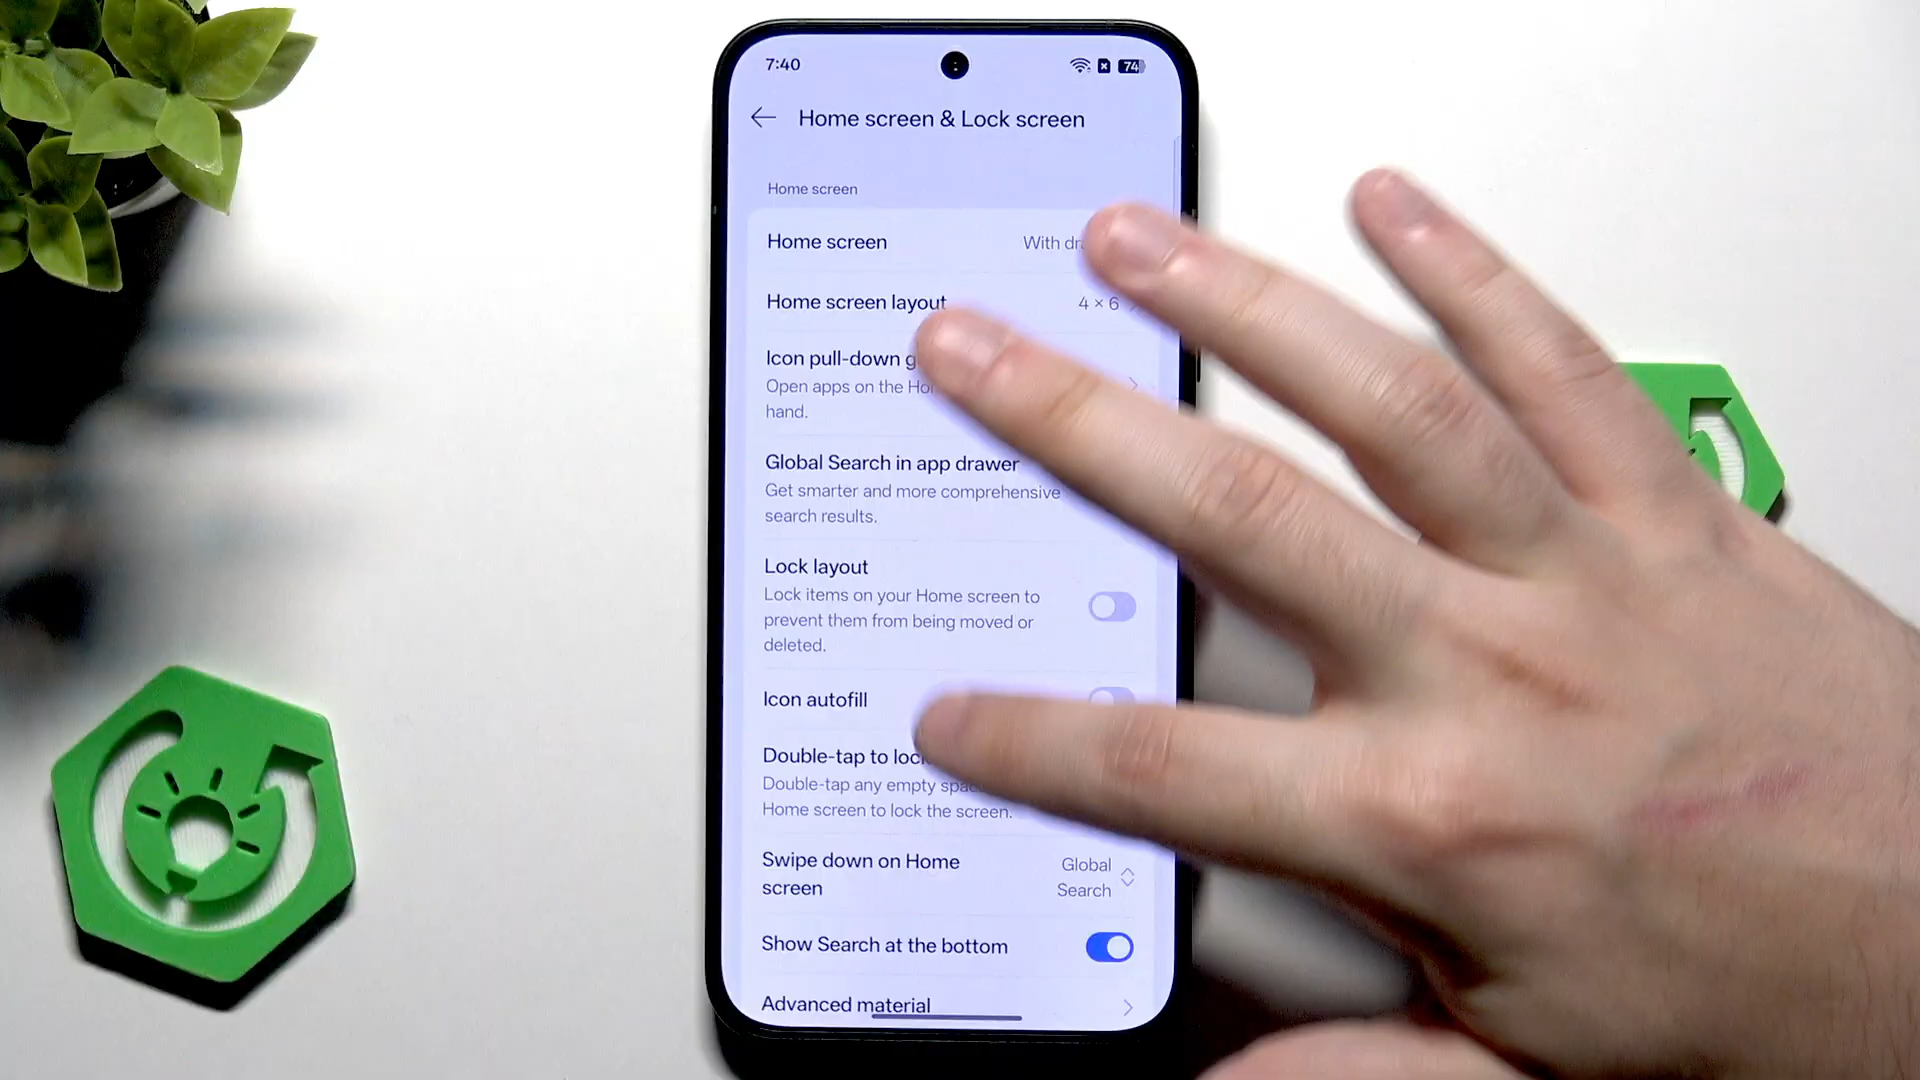 7:40
74
Home screen & Lock screen
Home screen
Home screen With
Home screen layout 4 × 6
Icon pull-down
Open apps on the
hand.
Global Search in app drawer
Get smarter and more comprehensive
search results.
Lock layout
Lock items on your Home screen to
prevent them from being moved or
deleted.
Icon autofill
Double-tap to
Double-tap any empty
Home screen to lock the screen.
Swipe down on Home
screen
Global
Search
Show Search at the bottom
Advanced material